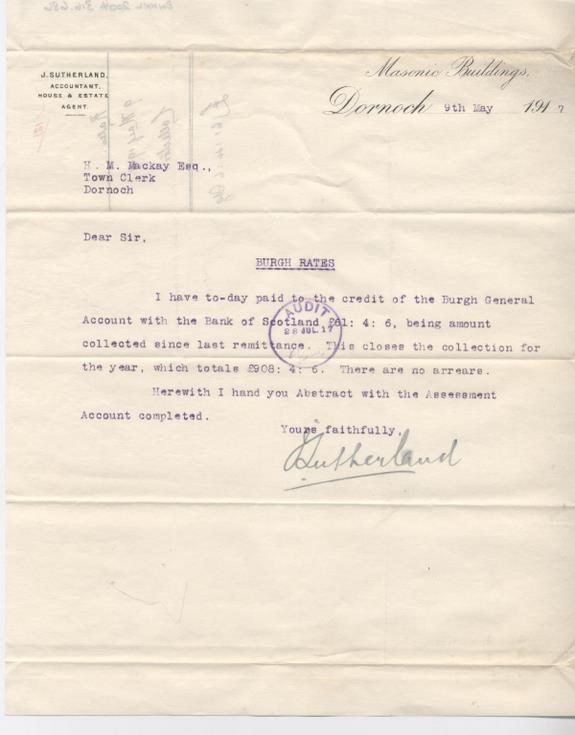 J. SUTHERLAND,
ACCOUNTANT,
HOUSE & ESTATE
AGENT.
Masonic Buildings,
Dornoch 9th May 1917
H. M. Mackay Esq.,
Town Clerk
Dornoch
Dear Sir,
BURGH RATES
I have to-day paid to the credit of the Burgh General
Account with the Bank of Scotland £61: 4: 6, being amount
collected since last remittance. This closes the collection for
the year, which totals £908: 4: 6. There are no arrears.
Herewith I hand you Abstract with the Assessment
Account completed.
Yours faithfully,
JSutherland
AUDIT
28 JUL.17